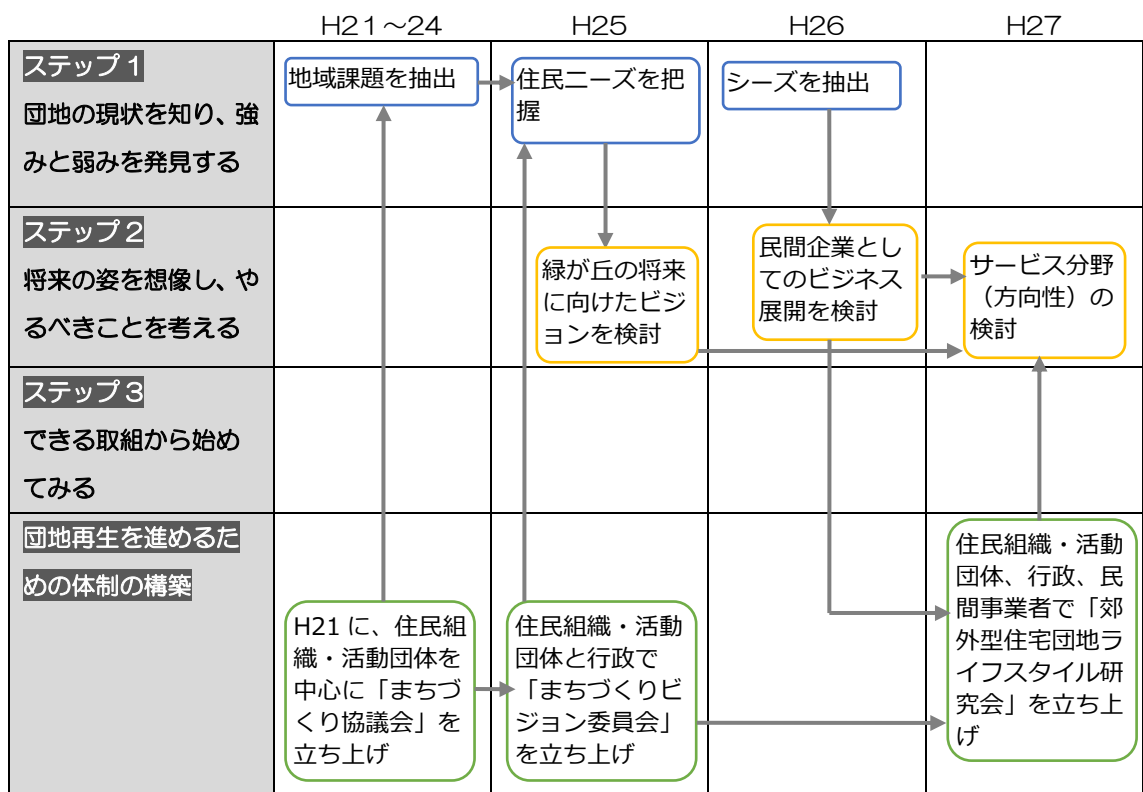 H21～24
H25
H26
H27
ステップ１
団地の現状を知り、強
みと弱みを発見する
地域課題を抽出
住民ニーズを把
握
シーズを抽出
ステップ２
将来の姿を想像し、や
るべきことを考える
緑が丘の将来
に向けたビジ
ョンを検討
民間企業とし
てのビジネス
展開を検討
サービス分野
（方向性）の
検討
ステップ３
できる取組から始め
てみる
団地再生を進めるた
めの体制の構築
H21 に、住民組
織・活動団体を
中心に「まちづ
くり協議会」を
立ち上げ
住民組織・活動
団体と行政で
「まちづくりビ
ジョン委員会」
を立ち上げ
住民組織・活動
団体、行政、民
間事業者で「郊
外型住宅団地ラ
イフスタイル研
究会」を立ち上
げ